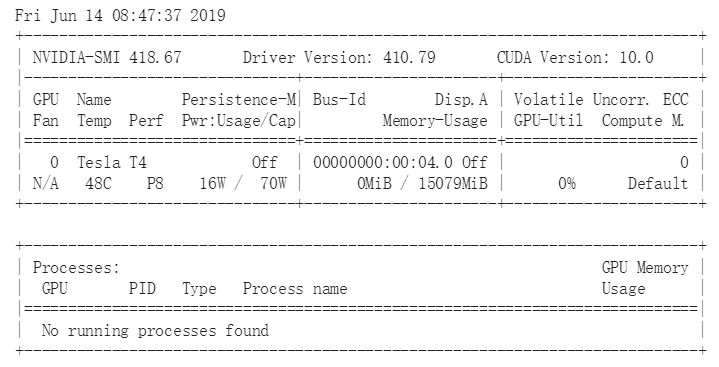 Fri Jun 14 08:47:37 2019
+-----------------------------------------------------------------------------+
| NVIDIA-SMI 418.67       Driver Version: 410.79       CUDA Version: 10.0     |
|-------------------------------+----------------------+----------------------+
| GPU  Name        Persistence-M| Bus-Id        Disp.A | Volatile Uncorr. ECC |
| Fan  Temp  Perf  Pwr:Usage/Cap|         Memory-Usage | GPU-Util  Compute M. |
|===============================+======================+======================|
|   0  Tesla T4            Off  | 00000000:00:04.0 Off |                    0 |
| N/A   48C    P8    16W /  70W |      0MiB / 15079MiB |      0%      Default |
+-------------------------------+----------------------+----------------------+

+-----------------------------------------------------------------------------+
| Processes:                                                       GPU Memory |
|  GPU       PID   Type   Process name                             Usage      |
|=============================================================================|
|  No running processes found                                                 |
+-----------------------------------------------------------------------------+